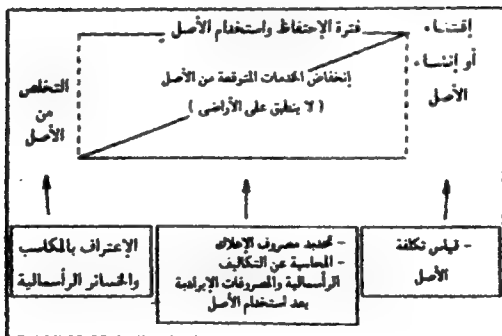 إقتناء
أو إنشاء
الأصل
فترة الإحتفاظ واستخدام الأصل
إنخفاض الخدمات المتوقعة من الأصل
( لا ينطبق على الأراضى )
التخلص
من
الأصل
- قياس تكلفة
الأصل
- تحديد مصروف الإهلاك
- المحاسبة عن التكاليف
الرأسمالية والمصروفات الإيرادية
بعد استخدام الأصل
الإعتراف بالمكاسب
والخسائر الرأسمالية